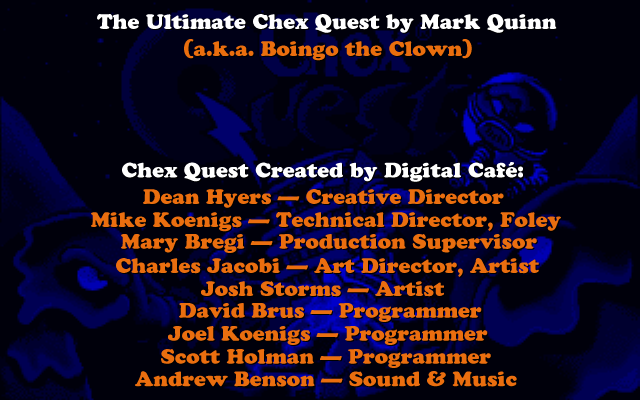 The Ultimate Chex Quest by Mark Quinn
(a.k.a. Boingo the Clown)
Chex Quest
Chex Quest Created by Digital Café:
Dean Hyers — Creative Director
Mike Koenigs — Technical Director, Foley
Mary Bregi — Production Supervisor
Charles Jacobi — Art Director, Artist
Josh Storms — Artist
David Brus — Programmer
Joel Koenigs — Programmer
Scott Holman — Programmer
Andrew Benson — Sound & Music